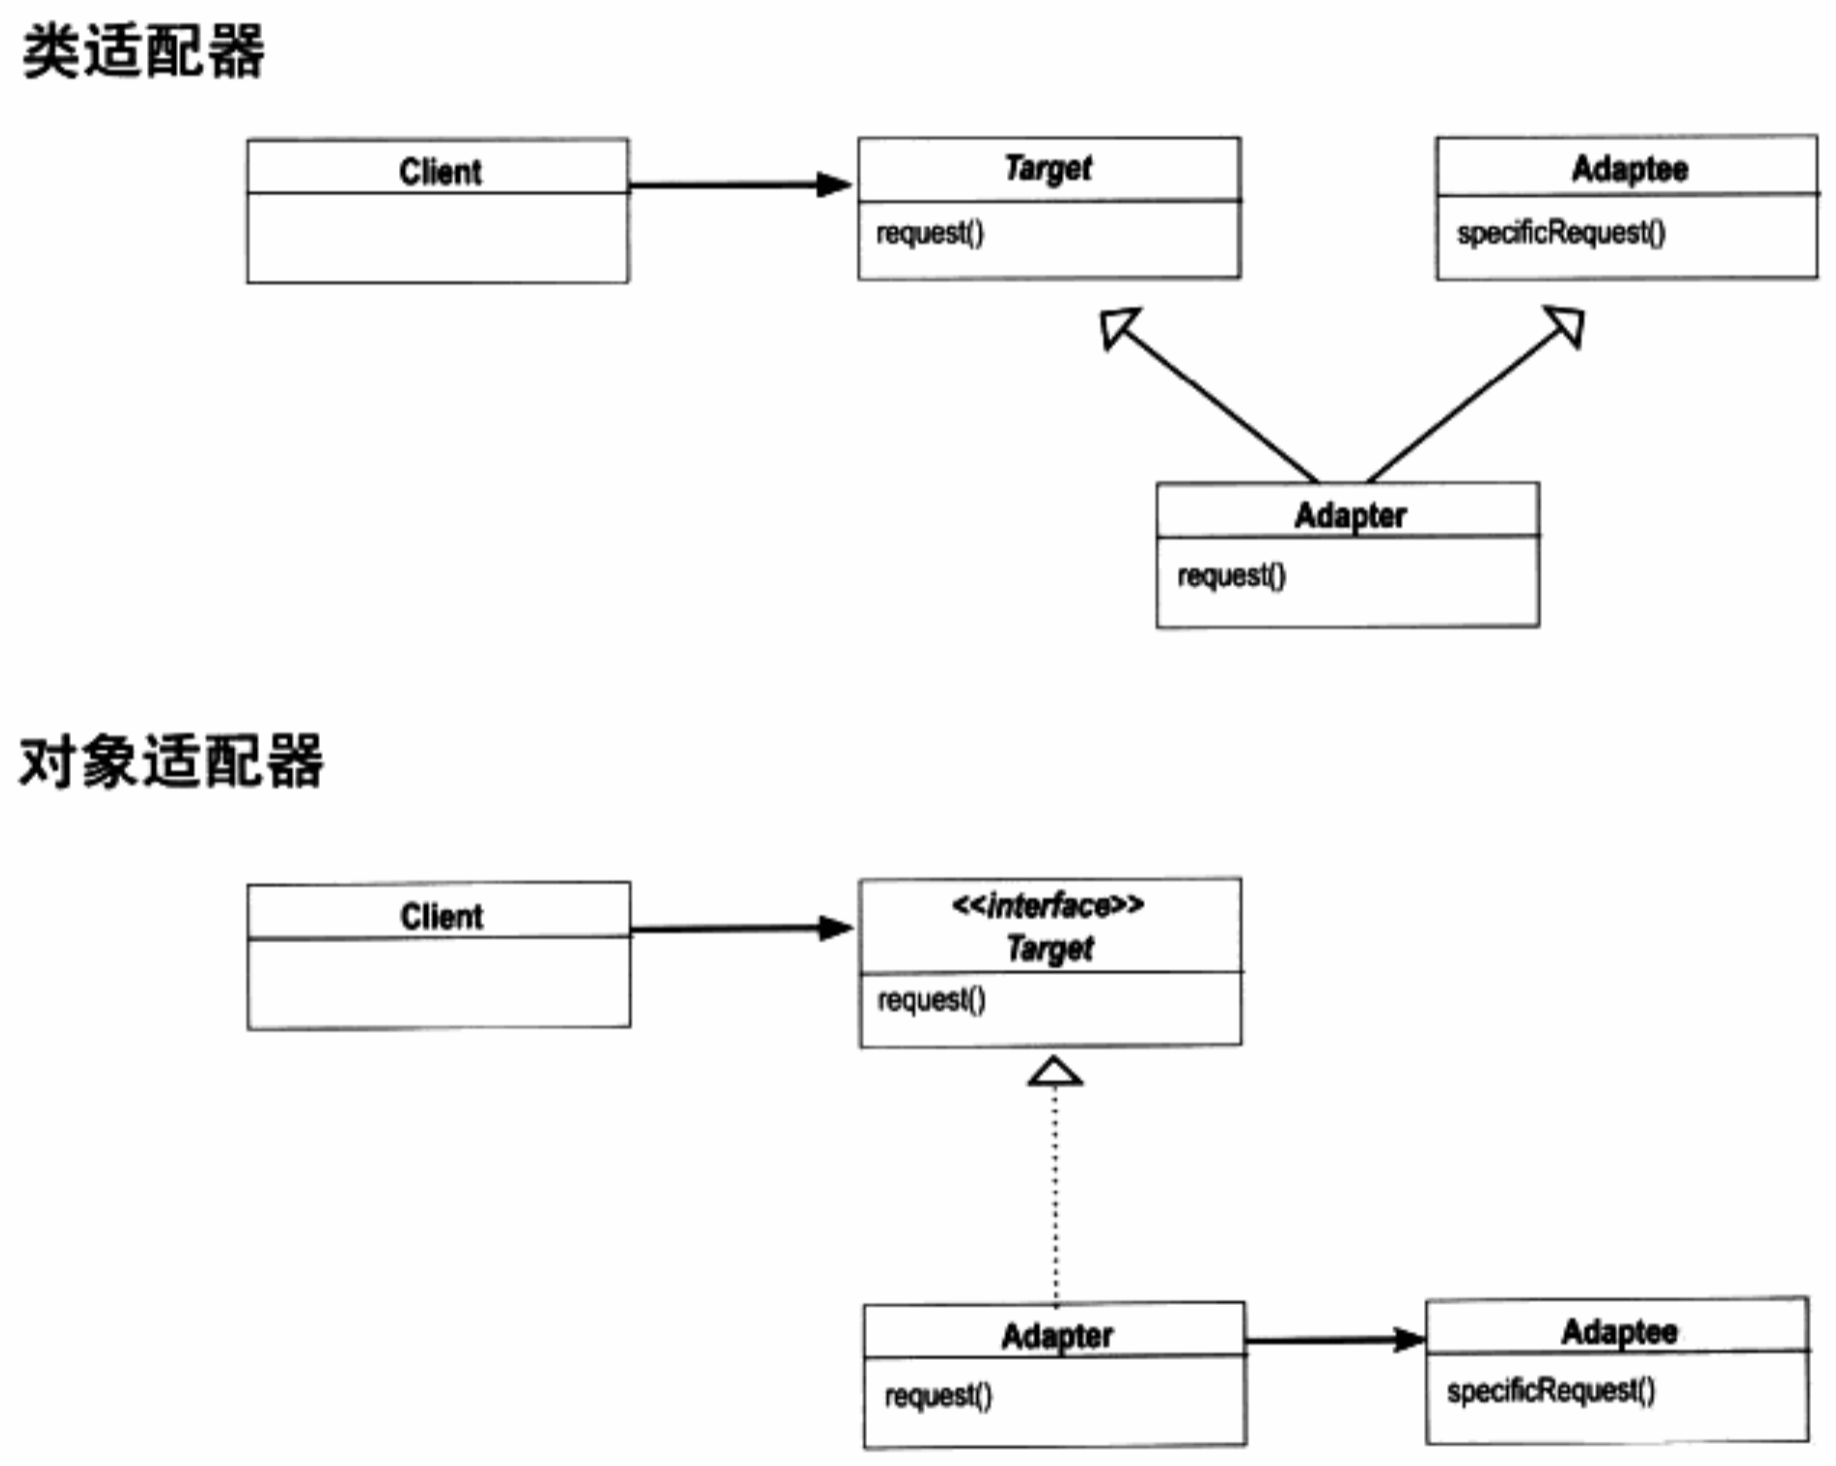 类适配器
Client
Target
request()
Adaptee
specificRequest()
Adapter
request()
对象适配器
Client
<<interface>>
Target
request()
Adapter
request()
Adaptee
specificRequest()